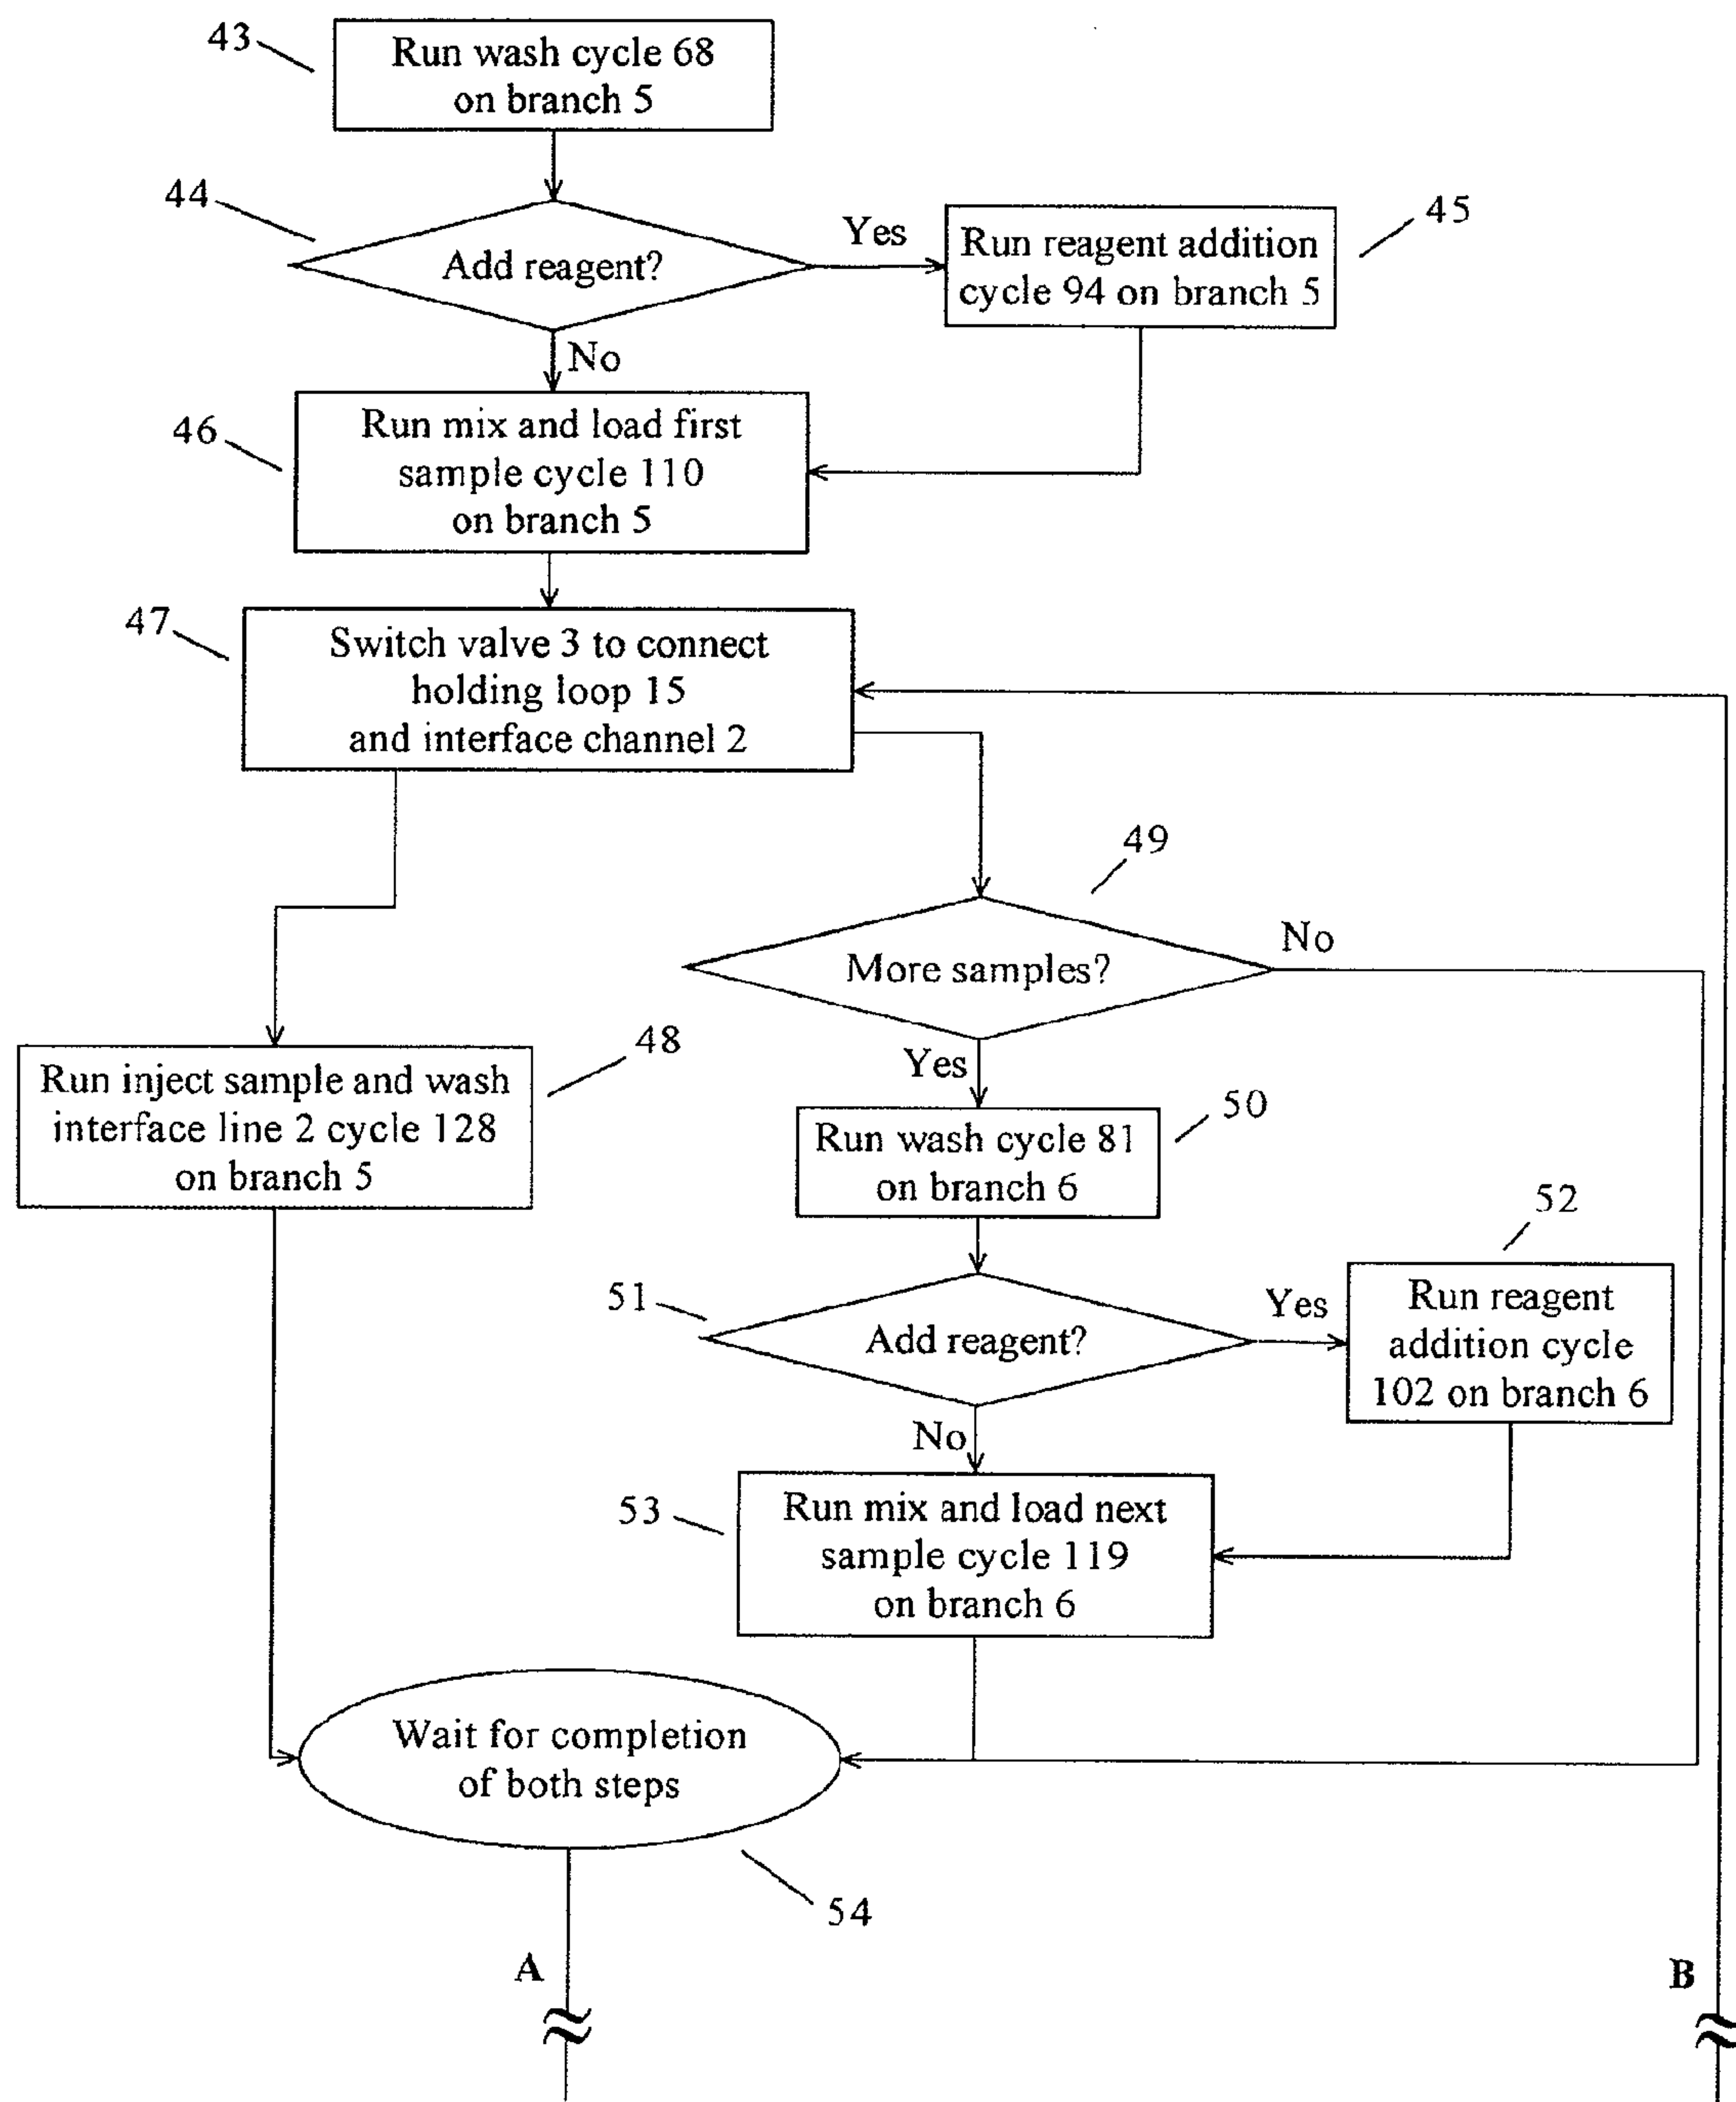 43
Run wash cycle 68
on branch 5
44
Add reagent?
Yes
45
Run reagent addition
cycle 94 on branch 5
No
46
Run mix and load first
sample cycle 110
on branch 5
47
Switch valve 3 to connect
holding loop 15
and interface channel 2
49
More samples?
No
48
Run inject sample and wash
interface line 2 cycle 128
on branch 5
Yes
50
Run wash cycle 81
on branch 6
52
51
Add reagent?
Yes
Run reagent
addition cycle
102 on branch 6
No
53
Run mix and load next
sample cycle 119
on branch 6
Wait for completion
of both steps
54
A
B